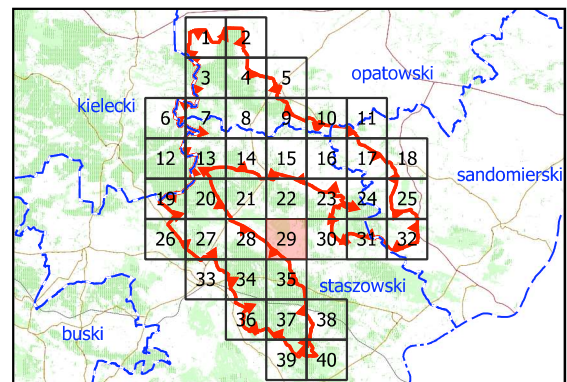 1 2
3 4 5
opatowski
kielecki
6 7 8 9 10 11
12 13 14 15 16 17 18
sandomierski
19 20 21 22 23 24 25
26 27 28 29 30 31 32
33 34 35
staszowski
36 37 38
buski
39 40